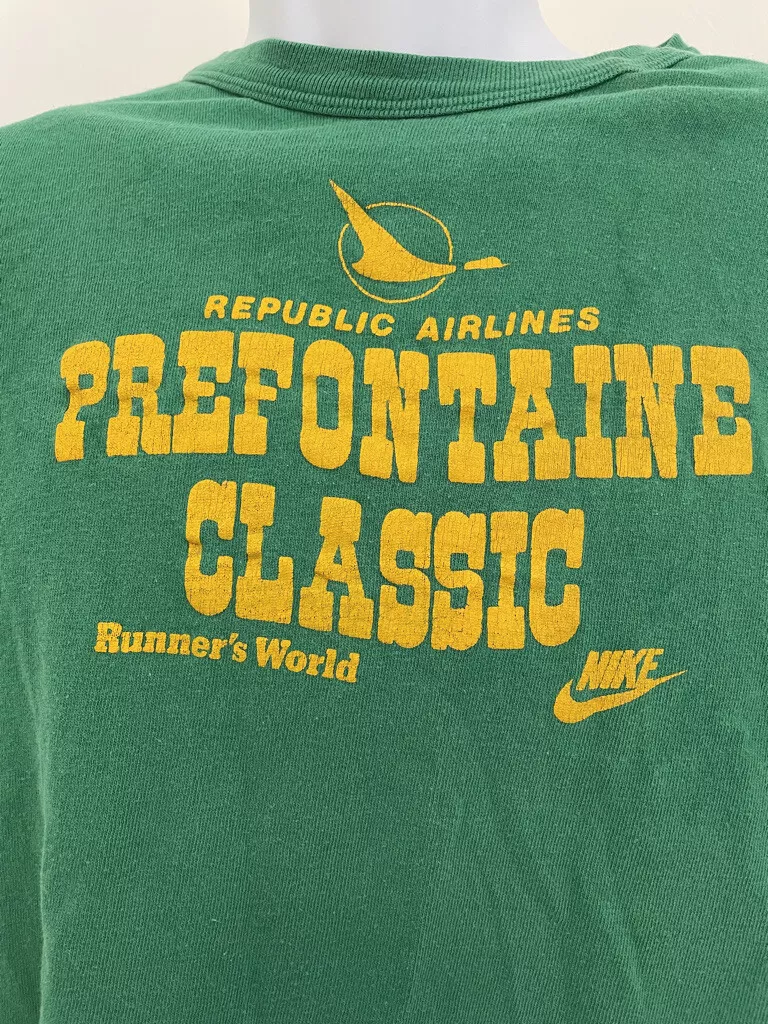 REPUBLIC AIRLINES
PREFONTAINE
CLASSIC
Runner's World
NIKE